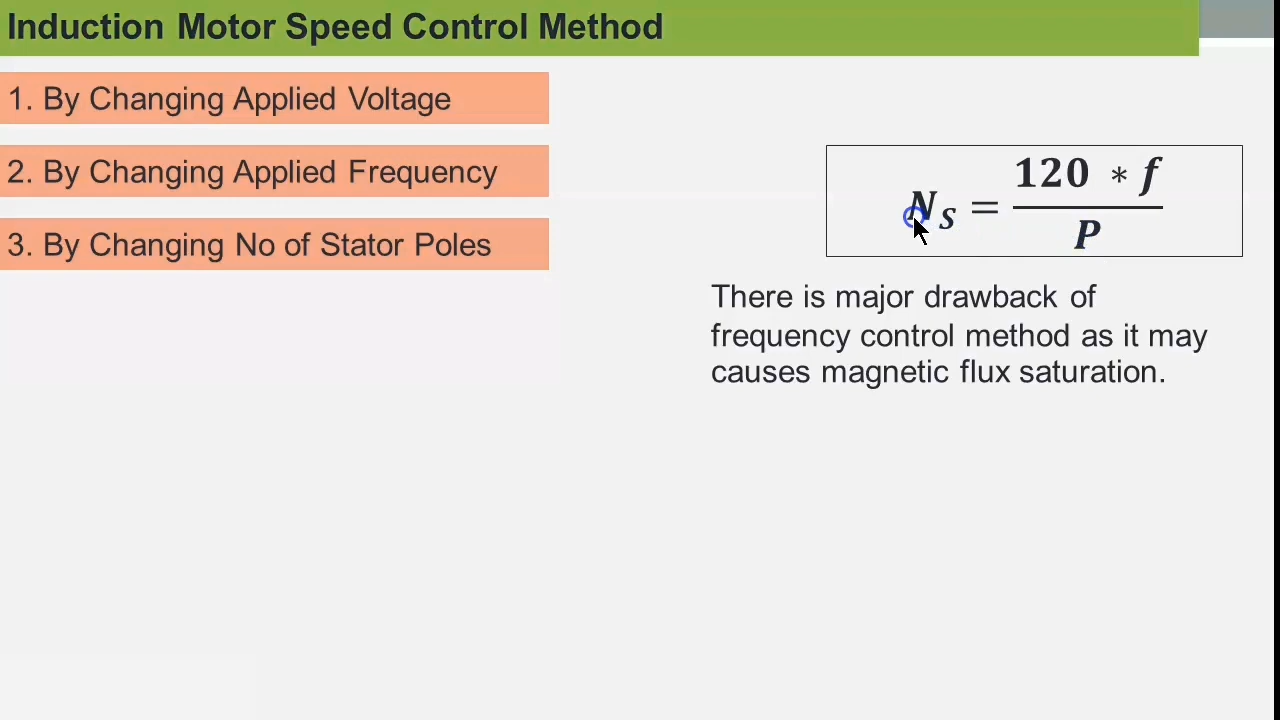 Induction Motor Speed Control Method
1. By Changing Applied Voltage
2. By Changing Applied Frequency
3. By Changing No of Stator Poles
N_S = \frac{120 * f}{P}
There is major drawback of
frequency control method as it may
causes magnetic flux saturation.